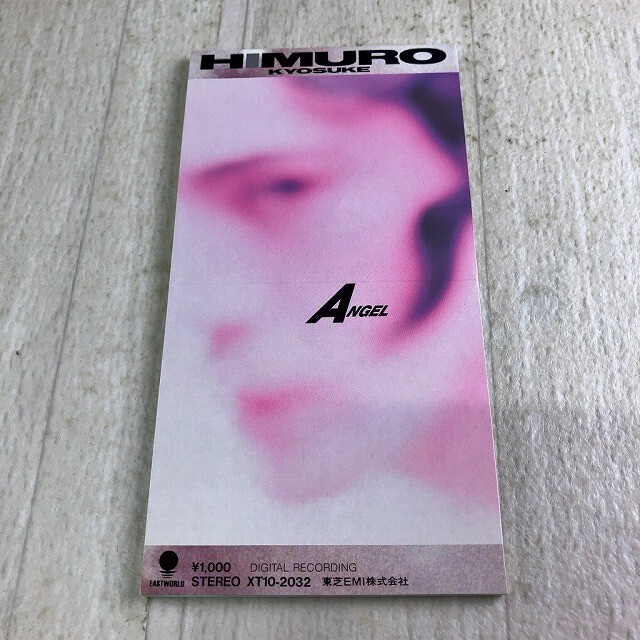 HIMURO
KYOSUKE
ANGEL
¥1,000 DIGITAL RECORDING
EASTWORLD STEREO XT10-2032 東芝EMI株式会社